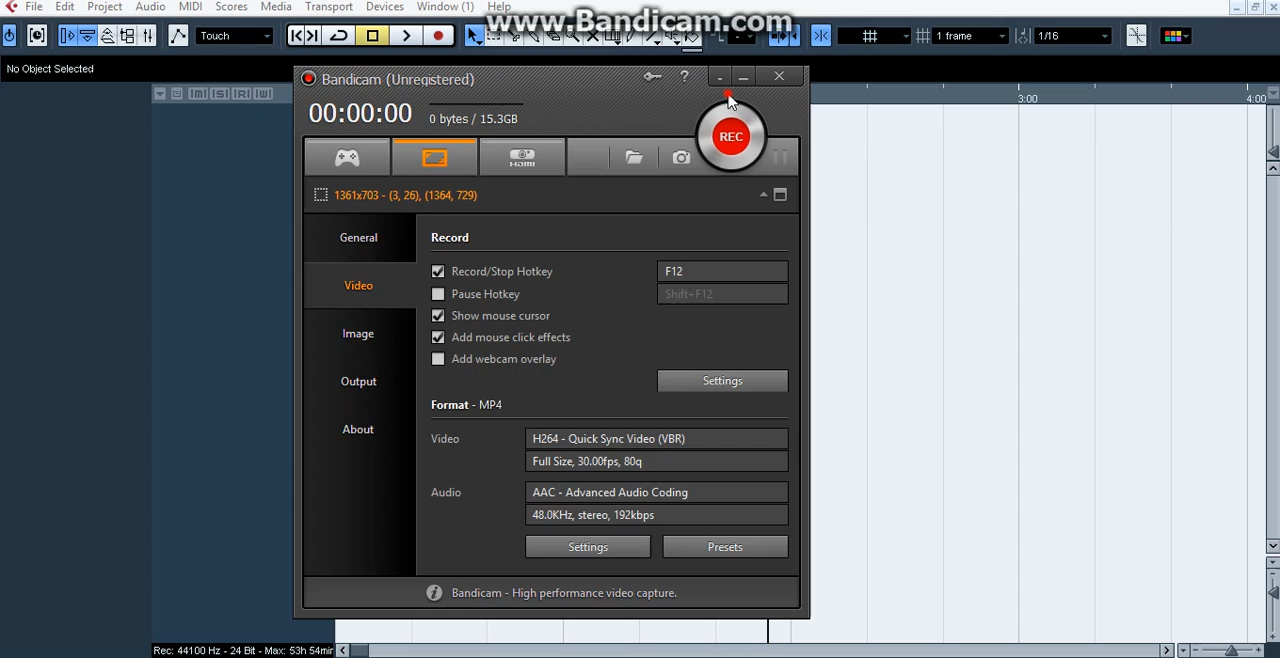 File Edit Project Audio MIDI Scores Media Transport Devices Window (1) Help
www.Bandicam.com
Touch
1 frame
1/16
No Object Selected
Bandicam (Unregistered)
M S R W
3:00
4:00
00:00:00
0 bytes / 15.3GB
REC
HDMI
1361x703 - (3, 26), (1364, 729)
General
Video
Image
Output
About
Record
Record/Stop Hotkey
F12
Pause Hotkey
Shift+F12
Show mouse cursor
Add mouse click effects
Add webcam overlay
Settings
Format - MP4
Video
H264 - Quick Sync Video (VBR)
Full Size, 30.00fps, 80q
Audio
AAC - Advanced Audio Coding
48.0KHz, stereo, 192kbps
Settings
Presets
Bandicam - High performance video capture.
Rec: 44100 Hz - 24 Bit - Max: 53h 54mir